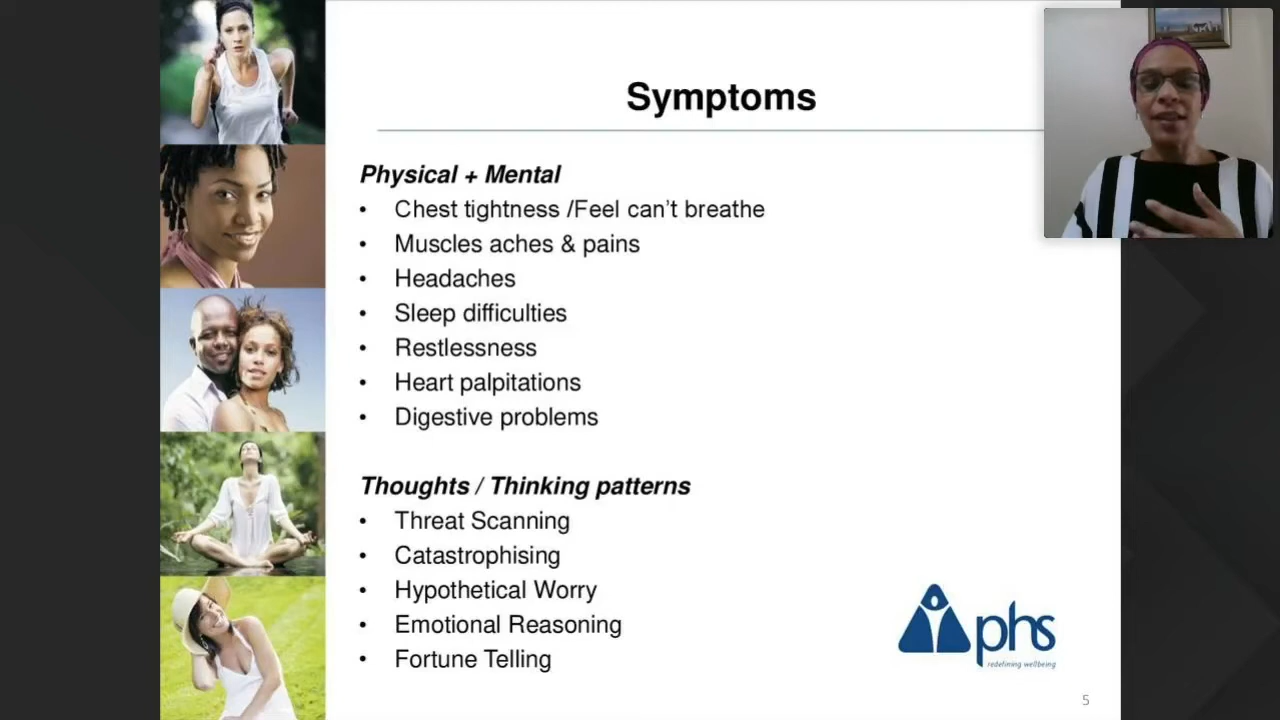 Symptoms
Physical + Mental
• Chest tightness /Feel can't breathe
• Muscles aches & pains
• Headaches
• Sleep difficulties
• Restlessness
• Heart palpitations
• Digestive problems
Thoughts / Thinking patterns
• Threat Scanning
• Catastrophising
• Hypothetical Worry
• Emotional Reasoning
• Fortune Telling
phs
redefining wellbeing
5